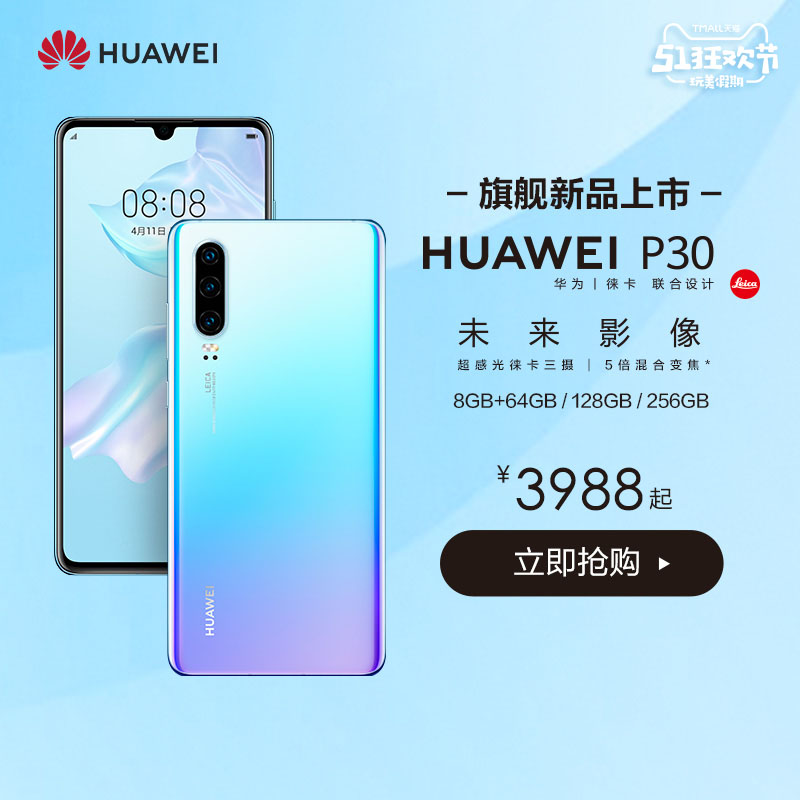 HUAWEI
TMALL天猫
51狂欢节
玩美假期
08:08
4月11日
LEICA
HUAWEI
旗舰新品上市
HUAWEI P30
华为 | 徕卡 联合设计
Leica
未来影像
超感光徕卡三摄 | 5倍混合变焦*
8GB+64GB / 128GB / 256GB
¥3988起
立即抢购